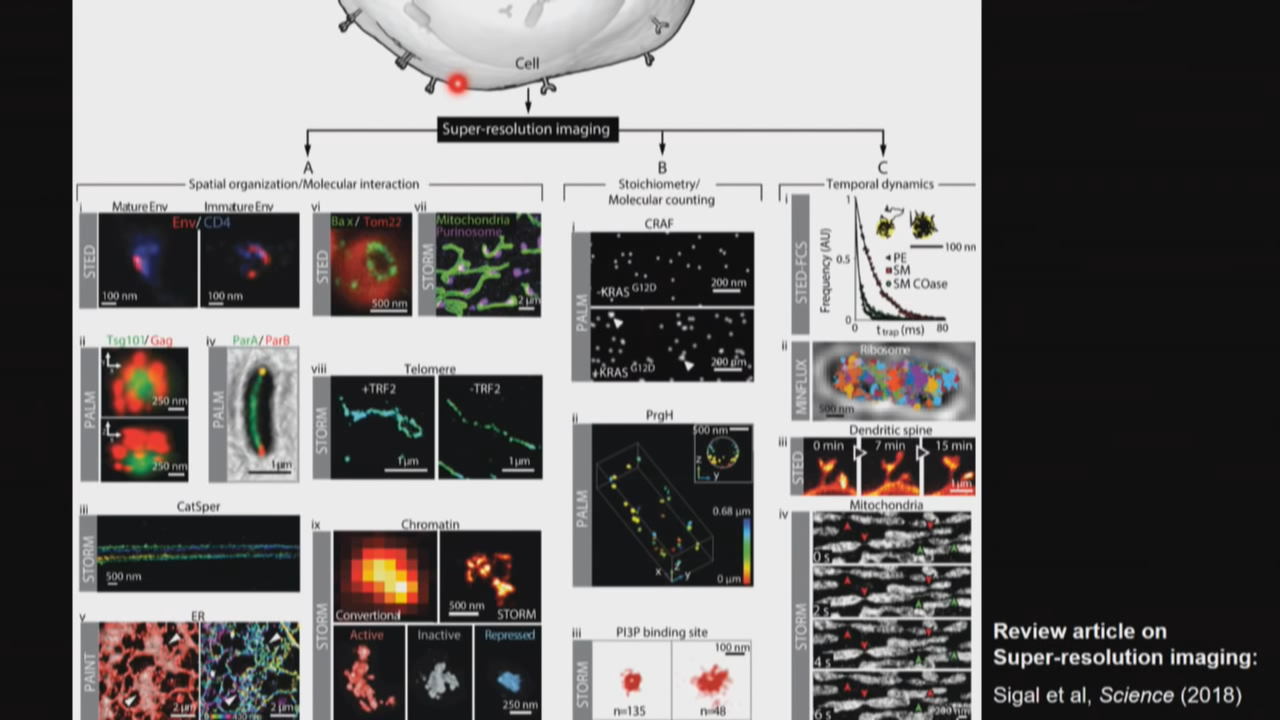 Cell
Super-resolution imaging
A
B
C
Spatial organization/Molecular interaction
Stoichiometry/
Molecular counting
Temporal dynamics
i
Mature Env
Immature Env
Env/CD4
STED
100 nm
100 nm
vi
Bax/Tom22
STED
500 nm
vii
Mitochondria
Purinosome
STORM
2 µm
ii
Tsg101/Gag
PALM
250 nm
250 nm
iv
ParA/ParB
PALM
1µm
viii
Telomere
STORM
+TRF2
-TRF2
1µm
1µm
iii
CatSper
STORM
500 nm
ix
Chromatin
STORM
Conventional
500 nm
STORM
Active
Inactive
Repressed
250 nm
v
ER
PAINT
2 µm
2 µm
i
CRAF
PALM
-KRAS G12D
200 nm
+KRAS G12D
200 nm
ii
PrgH
PALM
500 nm
z
y
0.68 µm
0 µm
x
y
iii
PI3P binding site
STORM
100 nm
n=135
n=48
i
STED-FCS
Frequency (AU)
1
0.5
0
100 nm
PE
SM
SM COase
0
t trap (ms)
80
ii
MINFLUX
Ribosome
500 nm
iii
Dendritic spine
STED
0 min
7 min
15 min
1µm
iv
Mitochondria
STORM
0 s
2 s
4 s
6 s
Review article on
Super-resolution imaging:
Sigal et al, Science (2018)